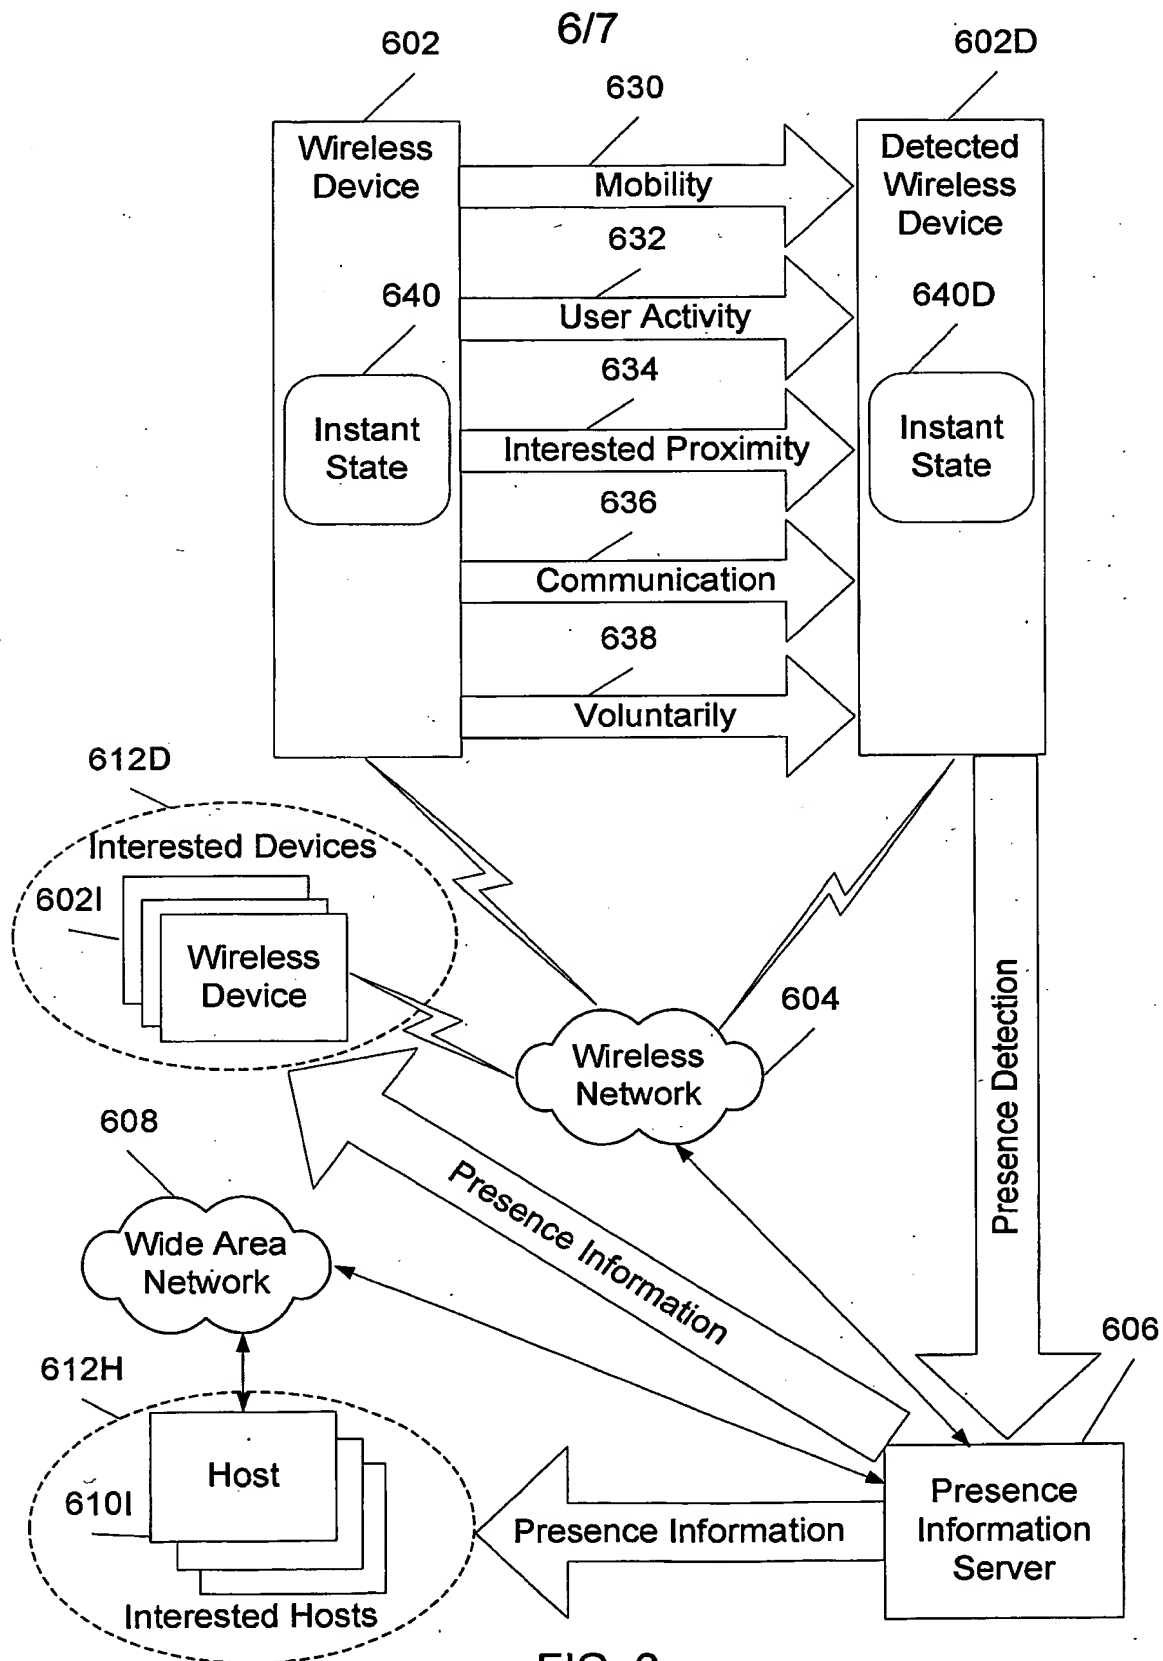 6/7
602
602D
630
Wireless
Device
Detected
Wireless
Device
Mobility
632
640
640D
User Activity
634
Instant
State
Instant
State
Interested Proximity
636
Communication
638
Voluntarily
612D
Interested Devices
602I
Wireless
Device
604
Wireless
Network
Presence Detection
608
Presence Information
Wide Area
Network
606
612H
Host
610I
Presence Information
Presence
Information
Server
Interested Hosts